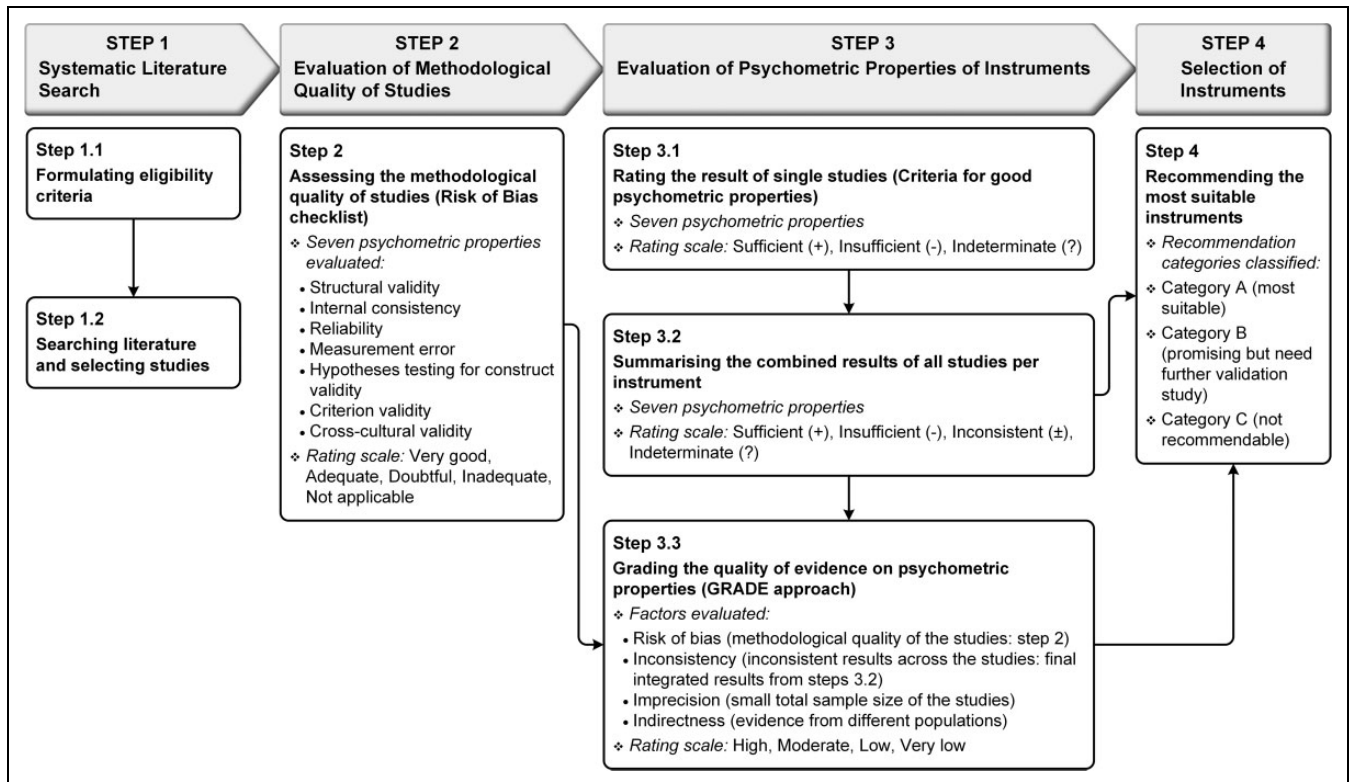 STEP 1
Systematic Literature
Search
STEP 2
Evaluation of Methodological
Quality of Studies
STEP 3
Evaluation of Psychometric Properties of Instruments
STEP 4
Selection of
Instruments
Step 1.1
Formulating eligibility
criteria
Step 1.2
Searching literature
and selecting studies
Step 2
Assessing the methodological
quality of studies (Risk of Bias
checklist)
❖ Seven psychometric properties
evaluated:
• Structural validity
• Internal consistency
• Reliability
• Measurement error
• Hypotheses testing for construct
validity
• Criterion validity
• Cross-cultural validity
❖ Rating scale: Very good,
Adequate, Doubtful, Inadequate,
Not applicable
Step 3.1
Rating the result of single studies (Criteria for good
psychometric properties)
❖ Seven psychometric properties
❖ Rating scale: Sufficient (+), Insufficient (-), Indeterminate (?)
Step 3.2
Summarising the combined results of all studies per
instrument
❖ Seven psychometric properties
❖ Rating scale: Sufficient (+), Insufficient (-), Inconsistent (±),
Indeterminate (?)
Step 3.3
Grading the quality of evidence on psychometric
properties (GRADE approach)
❖ Factors evaluated:
• Risk of bias (methodological quality of the studies: step 2)
• Inconsistency (inconsistent results across the studies: final
integrated results from steps 3.2)
• Imprecision (small total sample size of the studies)
• Indirectness (evidence from different populations)
❖ Rating scale: High, Moderate, Low, Very low
Step 4
Recommending the
most suitable
instruments
❖ Recommendation
categories classified:
❖ Category A (most
suitable)
❖ Category B
(promising but need
further validation
study)
❖ Category C (not
recommendable)